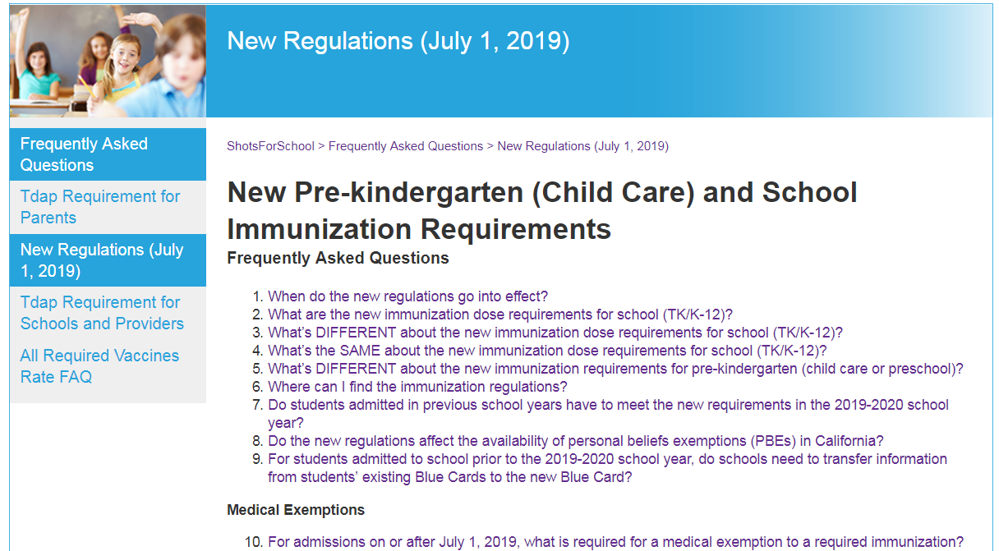 New Regulations (July 1, 2019)
Frequently Asked
Questions
Tdap Requirement for
Parents
New Regulations (July
1, 2019)
Tdap Requirement for
Schools and Providers
All Required Vaccines
Rate FAQ
ShotsForSchool > Frequently Asked Questions > New Regulations (July 1, 2019)
New Pre-kindergarten (Child Care) and School
Immunization Requirements
Frequently Asked Questions
1. When do the new regulations go into effect?
2. What are the new immunization dose requirements for school (TK/K-12)?
3. What's DIFFERENT about the new immunization dose requirements for school (TK/K-12)?
4. What's the SAME about the new immunization dose requirements for school (TK/K-12)?
5. What's DIFFERENT about the new immunization requirements for pre-kindergarten (child care or preschool)?
6. Where can I find the immunization regulations?
7. Do students admitted in previous school years have to meet the new requirements in the 2019-2020 school
year?
8. Do the new regulations affect the availability of personal beliefs exemptions (PBEs) in California?
9. For students admitted to school prior to the 2019-2020 school year, do schools need to transfer information
from students' existing Blue Cards to the new Blue Card?
Medical Exemptions
10. For admissions on or after July 1, 2019, what is required for a medical exemption to a required immunization?